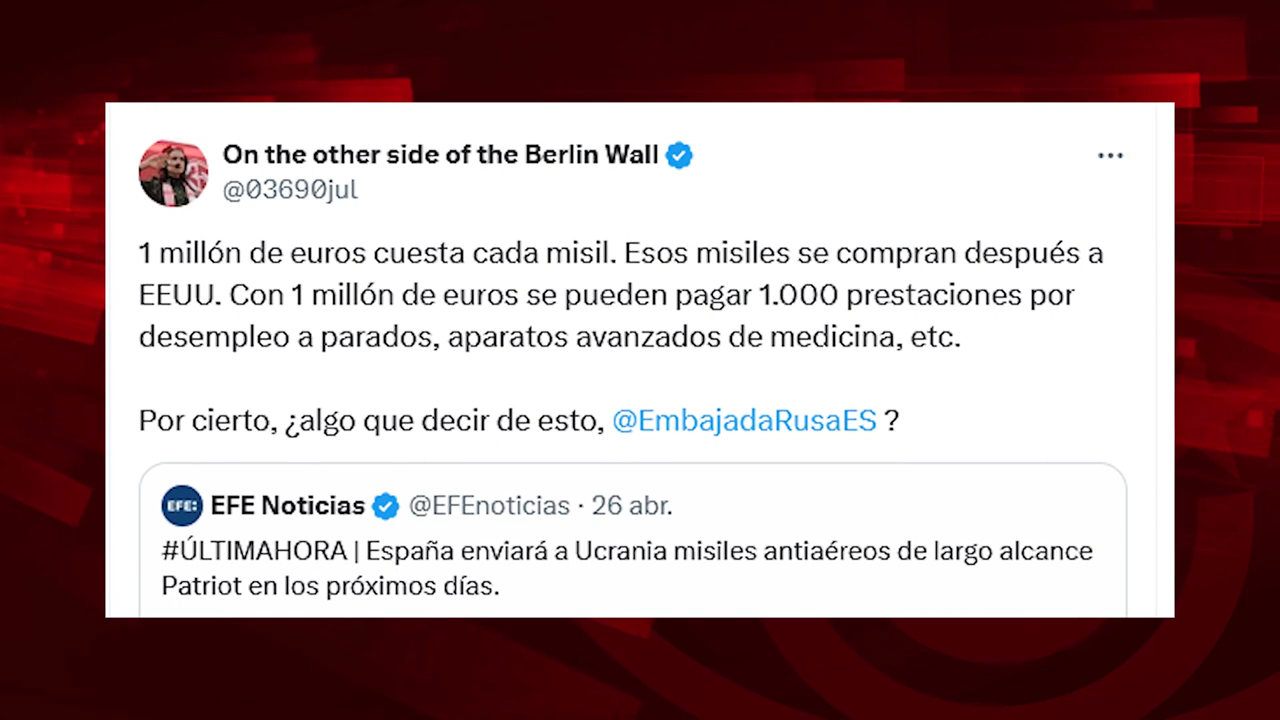 On the other side of the Berlin Wall
@03690jul
1 millón de euros cuesta cada misil. Esos misiles se compran después a
EEUU. Con 1 millón de euros se pueden pagar 1.000 prestaciones por
desempleo a parados, aparatos avanzados de medicina, etc.
Por cierto, ¿algo que decir de esto, @EmbajadaRusaES ?
EFE:
EFE Noticias @EFEnoticias · 26 abr.
#ÚLTIMAHORA | España enviará a Ucrania misiles antiaéreos de largo alcance
Patriot en los próximos días.